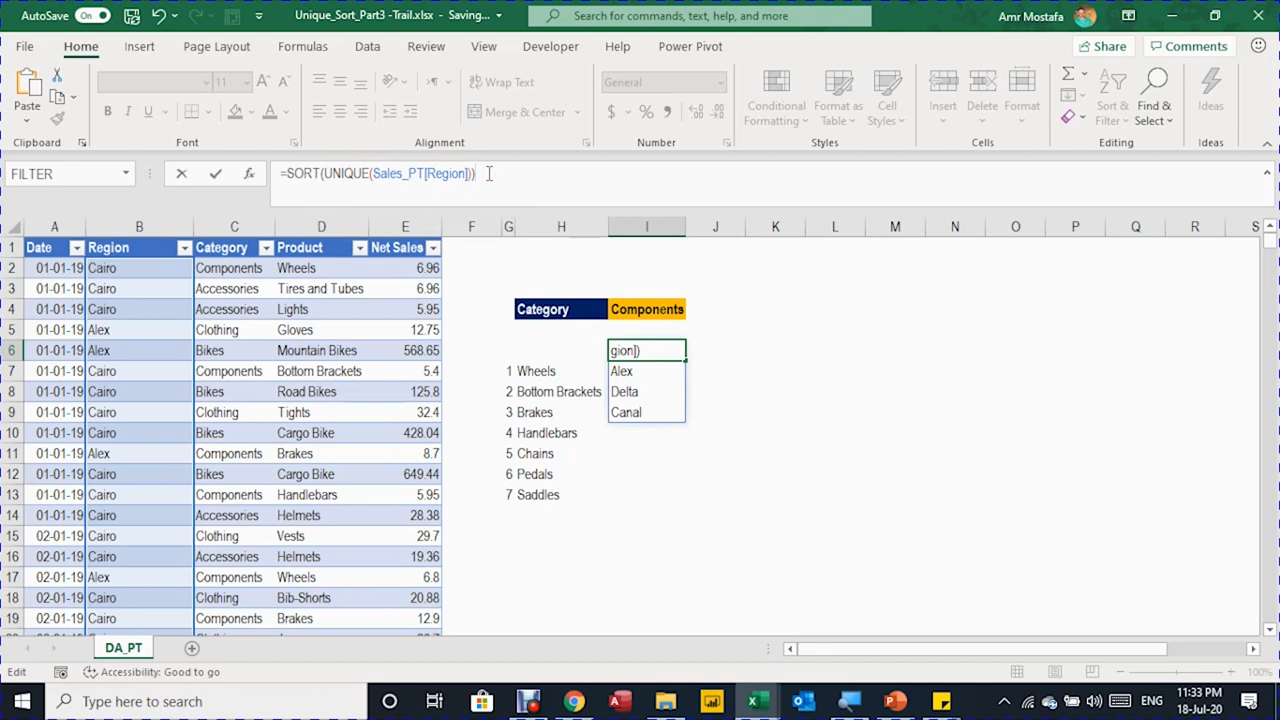 AutoSave On Unique_Sort_Part3 -Trail.xlsx - Saving... Search for commands, text, help, and more Amr Mostafa
File Home Insert Page Layout Formulas Data Review View Developer Help Power Pivot Share Comments
Paste
11 A A
B I U A
Wrap Text
Merge & Center
General
$ %
Conditional Formatting Format as Table Cell Styles
Insert Delete Format
Sort & Filter Find & Select
Ideas
Clipboard Font Alignment Number Styles Cells Editing Ideas
FILTER fx =SORT(UNIQUE(Sales_PT[Region]))
A B C D E F G H I J K L M N O P Q R S
1 Date Region Category Product Net Sales
2 01-01-19 Cairo Components Wheels 6.96
3 01-01-19 Cairo Accessories Tires and Tubes 6.96
4 01-01-19 Cairo Accessories Lights 5.95 Category Components
5 01-01-19 Alex Clothing Gloves 12.75
6 01-01-19 Alex Bikes Mountain Bikes 568.65 gion])
7 01-01-19 Cairo Components Bottom Brackets 5.4 1 Wheels Alex
8 01-01-19 Cairo Bikes Road Bikes 125.8 2 Bottom Brackets Delta
9 01-01-19 Cairo Clothing Tights 32.4 3 Brakes Canal
10 01-01-19 Cairo Bikes Cargo Bike 428.04 4 Handlebars
11 01-01-19 Alex Components Brakes 8.7 5 Chains
12 01-01-19 Cairo Bikes Cargo Bike 649.44 6 Pedals
13 01-01-19 Cairo Components Handlebars 5.95 7 Saddles
14 01-01-19 Cairo Accessories Helmets 28.38
15 02-01-19 Cairo Clothing Vests 29.7
16 02-01-19 Cairo Accessories Helmets 19.36
17 02-01-19 Alex Components Wheels 6.8
18 02-01-19 Cairo Clothing Bib-Shorts 20.88
19 02-01-19 Cairo Components Brakes 12.9
DA_PT
Edit Accessibility: Good to go 100%
Type here to search ENG 11:33 PM
18-Jul-20